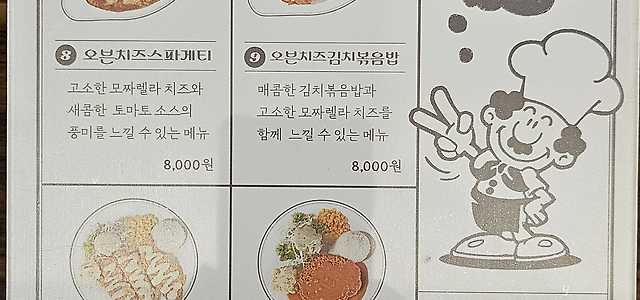 8 오븐치즈스파게티
고소한 모짜렐라 치즈와
새콤한 토마토 소스의
풍미를 느낄 수 있는 메뉴
8,000원
9 오븐치즈김치볶음밥
매콤한 김치볶음밥과
고소한 모짜렐라 치즈를
함께 느낄 수 있는 메뉴
8,000원